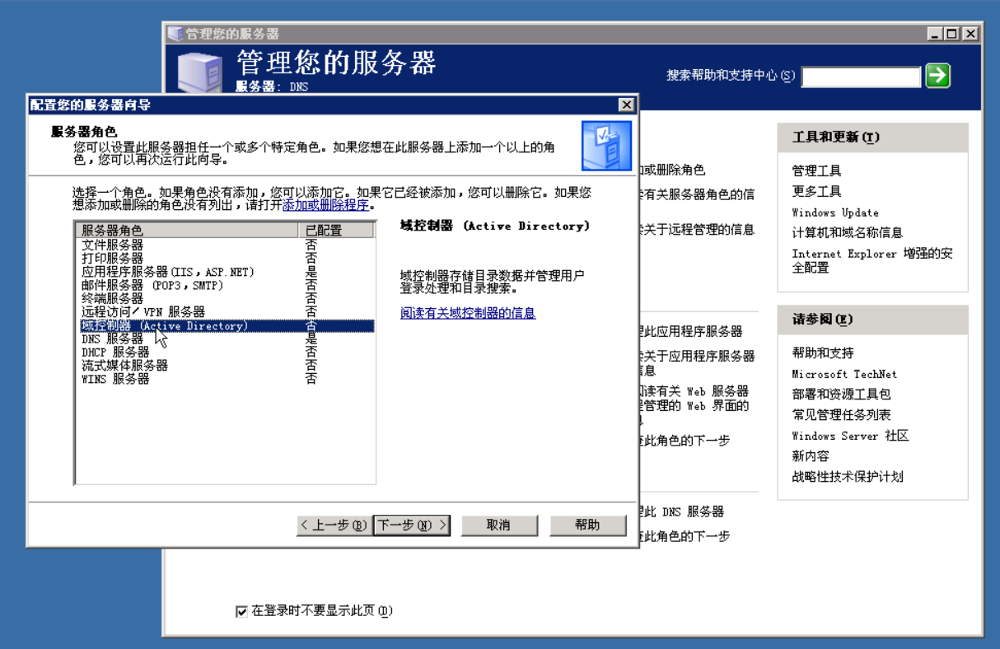 管理您的服务器
管理您的服务器
服务器: DNS
搜索帮助和支持中心(S)
配置您的服务器向导
服务器角色
您可以设置此服务器担任一个或多个特定角色。如果您想在此服务器上添加一个以上的角
色，您可以再次运行此向导。
选择一个角色。如果角色没有添加，您可以添加它。如果它已经被添加，您可以删除它。如果您
想添加或删除的角色没有列出，请打开添加或删除程序。
服务器角色 已配置
文件服务器 否
打印服务器 否
应用程序服务器(IIS，ASP.NET) 是
邮件服务器 (POP3，SMTP) 否
终端服务器 否
远程访问/VPN 服务器 否
域控制器 (Active Directory) 否
DNS 服务器 是
DHCP 服务器 否
流式媒体服务器 否
WINS 服务器 否
域控制器 (Active Directory)
域控制器存储目录数据并管理用户
登录处理和目录搜索。
阅读有关域控制器的信息
< 上一步(B) 下一步(N) > 取消 帮助
或删除角色
有关服务器角色的信
关于远程管理的信息
此应用程序服务器
关于应用程序服务器
息
读有关 Web 服务器
管理的 Web 界面的
此角色的下一步
此 DNS 服务器
此角色的下一步
工具和更新(T)
管理工具
更多工具
Windows Update
计算机和域名称信息
Internet Explorer 增强的安
全配置
请参阅(E)
帮助和支持
Microsoft TechNet
部署和资源工具包
常见管理任务列表
Windows Server 社区
新内容
战略性技术保护计划
在登录时不要显示此页(D)